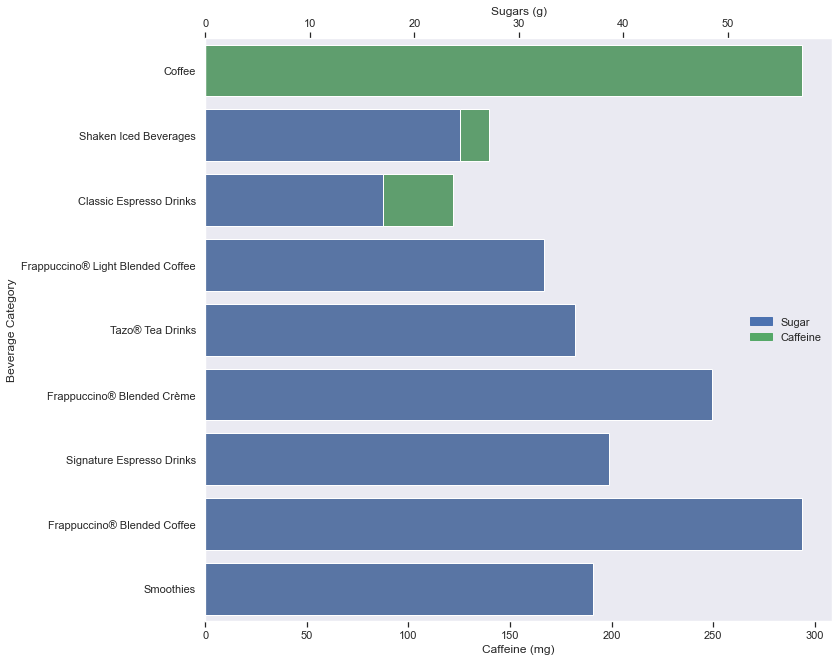 Sugars (g)
0 10 20 30 40 50
Coffee
Shaken Iced Beverages
Classic Espresso Drinks
Frappuccino® Light Blended Coffee
Tazo® Tea Drinks
Frappuccino® Blended Crème
Signature Espresso Drinks
Frappuccino® Blended Coffee
Smoothies
Beverage Category
Sugar
Caffeine
0 50 100 150 200 250 300
Caffeine (mg)